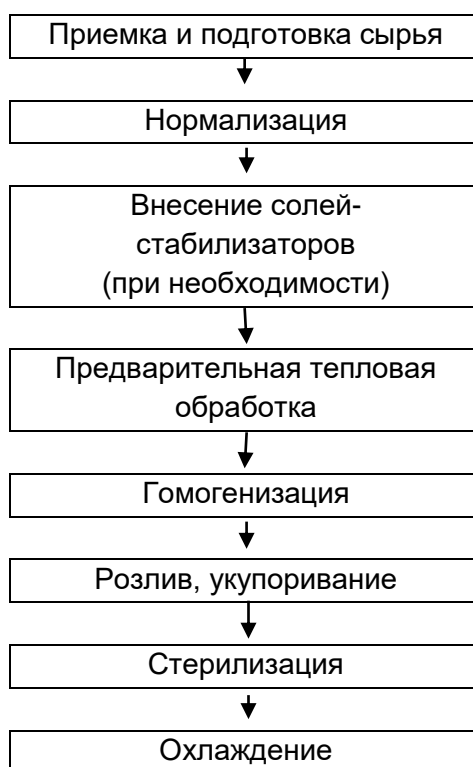 Приемка и подготовка сырья
Нормализация
Внесение солей-
стабилизаторов
(при необходимости)
Предварительная тепловая
обработка
Гомогенизация
Розлив, укупоривание
Стерилизация
Охлаждение